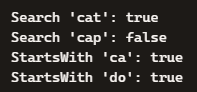 Search 'cat': true
Search 'cap': false
StartsWith 'ca': true
StartsWith 'do': true